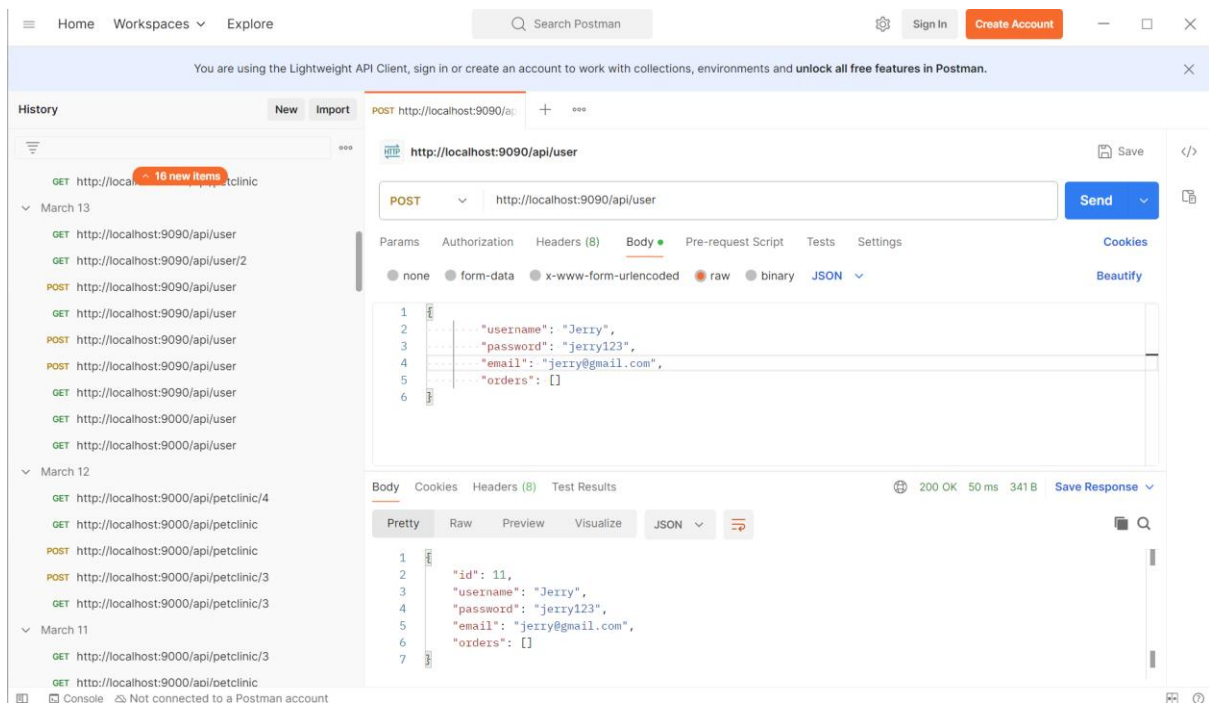 Home Workspaces Explore Search Postman Sign In Create Account
You are using the Lightweight API Client, sign in or create an account to work with collections, environments and unlock all free features in Postman.
History New Import
16 new items
GET http://local tclinic
March 13
GET http://localhost:9090/api/user
GET http://localhost:9090/api/user/2
POST http://localhost:9090/api/user
GET http://localhost:9090/api/user
POST http://localhost:9090/api/user
POST http://localhost:9090/api/user
GET http://localhost:9090/api/user
GET http://localhost:9000/api/user
GET http://localhost:9000/api/user
March 12
GET http://localhost:9000/api/petclinic/4
GET http://localhost:9000/api/petclinic
POST http://localhost:9000/api/petclinic
POST http://localhost:9000/api/petclinic/3
GET http://localhost:9000/api/petclinic/3
March 11
GET http://localhost:9000/api/petclinic/3
GET http://localhost:9000/api/petclinic
POST http://localhost:9090/ap
HTTP http://localhost:9090/api/user Save </>
POST http://localhost:9090/api/user Send
Params Authorization Headers (8) Body Pre-request Script Tests Settings Cookies
none form-data x-www-form-urlencoded raw binary JSON Beautify
1 {
2 "username": "Jerry",
3 "password": "jerry123",
4 "email": "jerry@gmail.com",
5 "orders": []
6 }
Body Cookies Headers (8) Test Results 200 OK 50 ms 341 B Save Response
Pretty Raw Preview Visualize JSON
1 {
2 "id": 11,
3 "username": "Jerry",
4 "password": "jerry123",
5 "email": "jerry@gmail.com",
6 "orders": []
7 }
Console Not connected to a Postman account